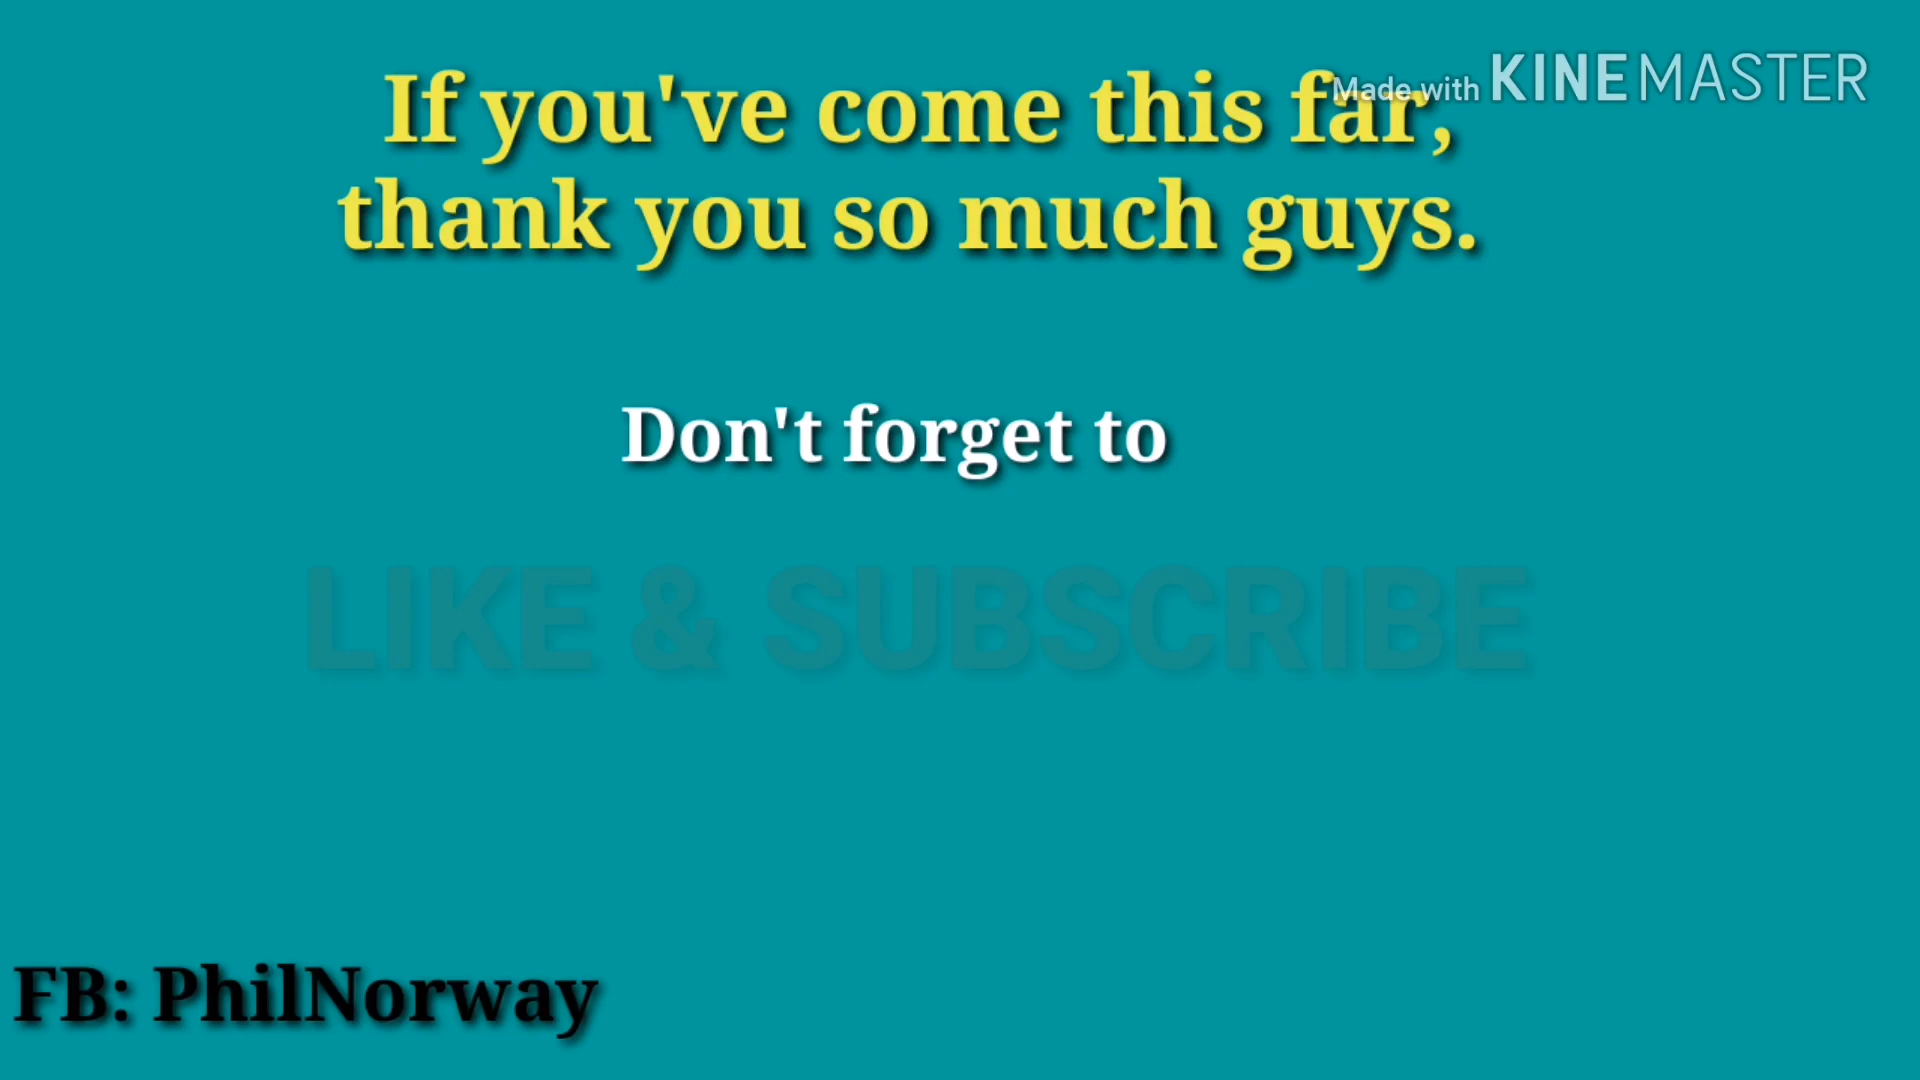 Made with KINEMASTER
If you've come this far,
thank you so much guys.
Don't forget to
LIKE & SUBSCRIBE
FB: PhilNorway